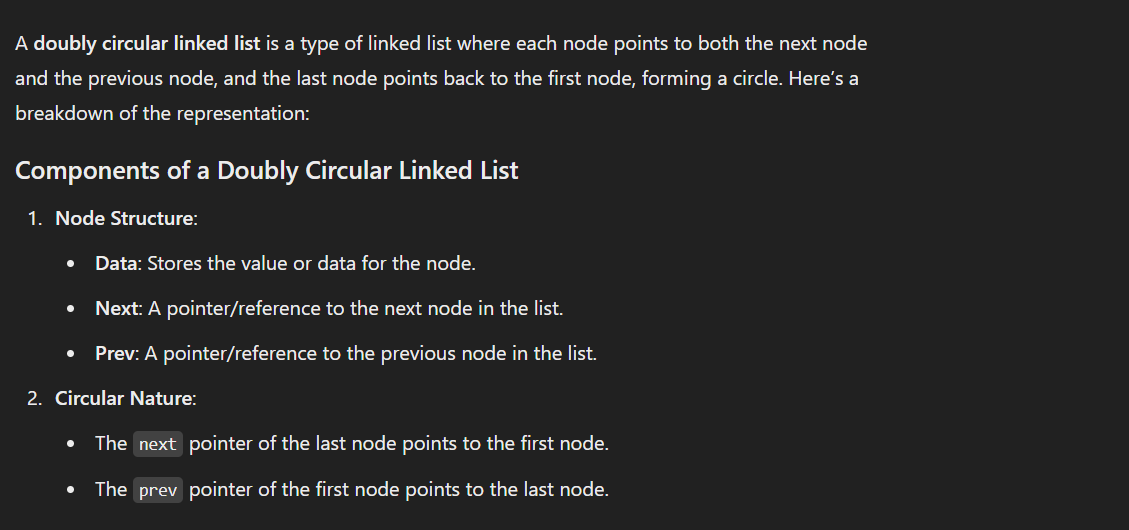 A doubly circular linked list is a type of linked list where each node points to both the next node
and the previous node, and the last node points back to the first node, forming a circle. Here’s a
breakdown of the representation:
Components of a Doubly Circular Linked List
1. Node Structure:
• Data: Stores the value or data for the node.
• Next: A pointer/reference to the next node in the list.
• Prev: A pointer/reference to the previous node in the list.
2. Circular Nature:
• The next pointer of the last node points to the first node.
• The prev pointer of the first node points to the last node.